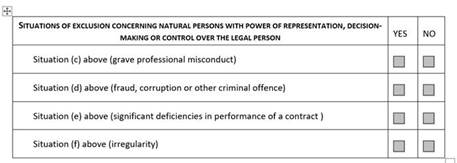 SITUATIONS OF EXCLUSION CONCERNING NATURAL PERSONS WITH POWER OF REPRESENTATION, DECISION-
MAKING OR CONTROL OVER THE LEGAL PERSON
YES
NO
Situation (c) above (grave professional misconduct)
Situation (d) above (fraud, corruption or other criminal offence)
Situation (e) above (significant deficiencies in performance of a contract )
Situation (f) above (irregularity)